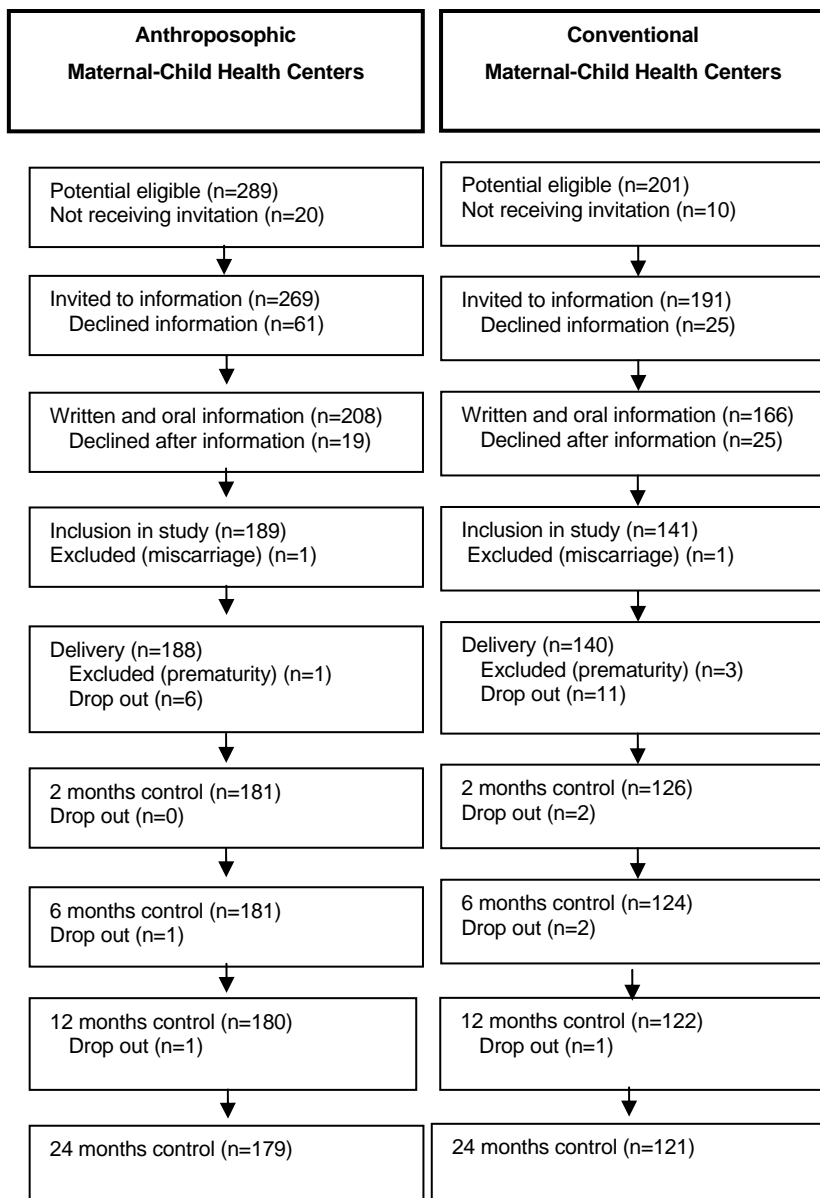 Anthroposophic
Maternal-Child Health Centers
Potential eligible (n=289)
Not receiving invitation (n=20)
Invited to information (n=269)
Declined information (n=61)
Written and oral information (n=208)
Declined after information (n=19)
Inclusion in study (n=189)
Excluded (miscarriage) (n=1)
Delivery (n=188)
Excluded (prematurity) (n=1)
Drop out (n=6)
2 months control (n=181)
Drop out (n=0)
6 months control (n=181)
Drop out (n=1)
12 months control (n=180)
Drop out (n=1)
24 months control (n=179)
Conventional
Maternal-Child Health Centers
Potential eligible (n=201)
Not receiving invitation (n=10)
Invited to information (n=191)
Declined information (n=25)
Written and oral information (n=166)
Declined after information (n=25)
Inclusion in study (n=141)
Excluded (miscarriage) (n=1)
Delivery (n=140)
Excluded (prematurity) (n=3)
Drop out (n=11)
2 months control (n=126)
Drop out (n=2)
6 months control (n=124)
Drop out (n=2)
12 months control (n=122)
Drop out (n=1)
24 months control (n=121)